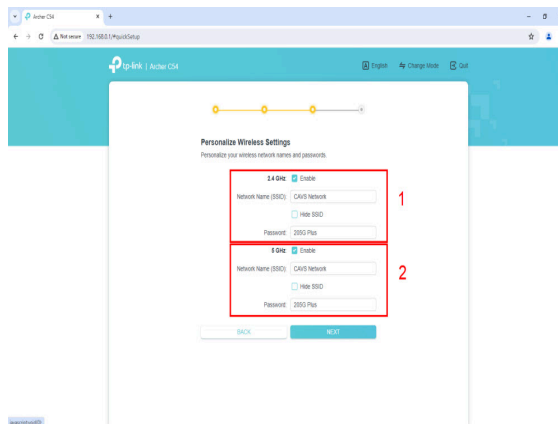 Archer C54
Not secure 192.168.0.1/#quickSetup
tp-link | Archer C54
English Change Mode Quit
Personalize Wireless Settings
Personalize your wireless network names and passwords.
2.4 GHz: Enable
Network Name (SSID): CAVS Network
Hide SSID
Password: 205G Plus
1
5 GHz: Enable
Network Name (SSID): CAVS Network
Hide SSID
Password: 205G Plus
2
BACK NEXT